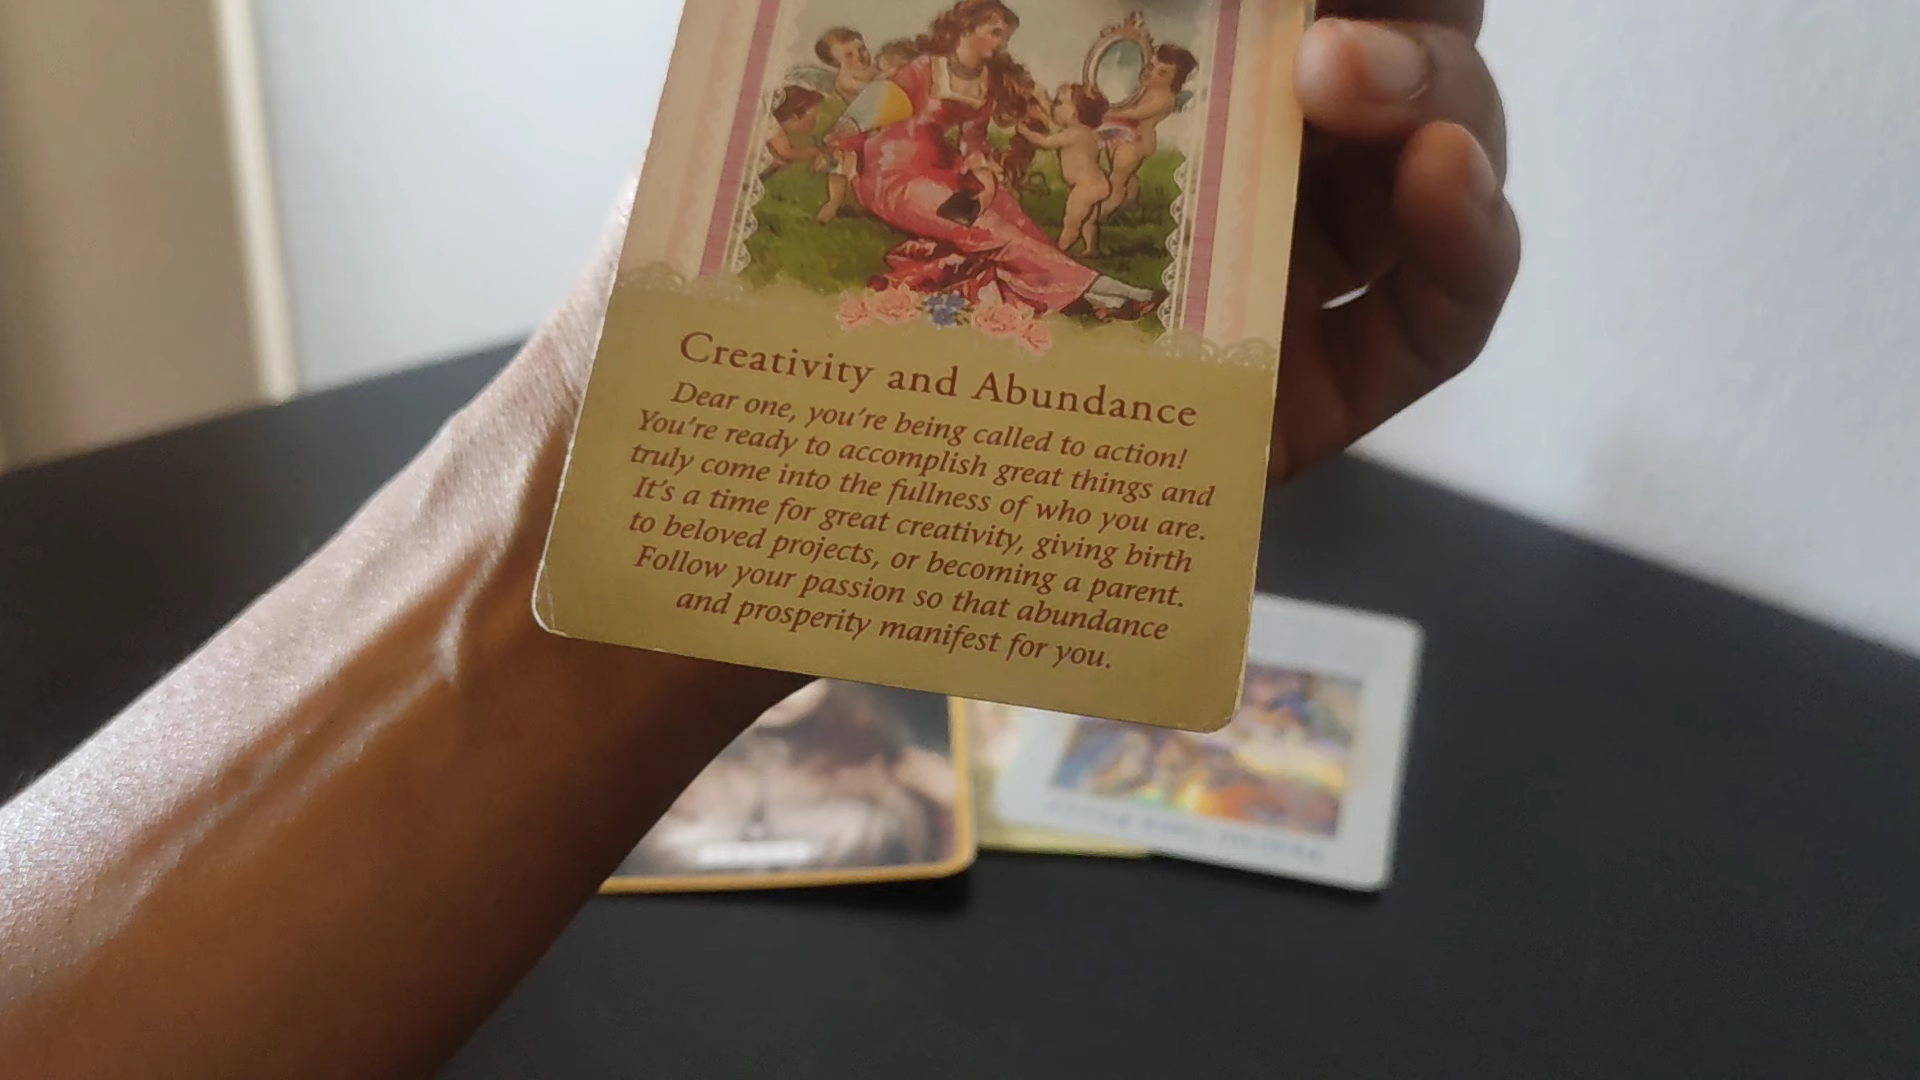 Creativity and Abundance
Dear one, you're being called to action!
You're ready to accomplish great things and
truly come into the fullness of who you are.
It's a time for great creativity, giving birth
to beloved projects, or becoming a parent.
Follow your passion so that abundance
and prosperity manifest for you.